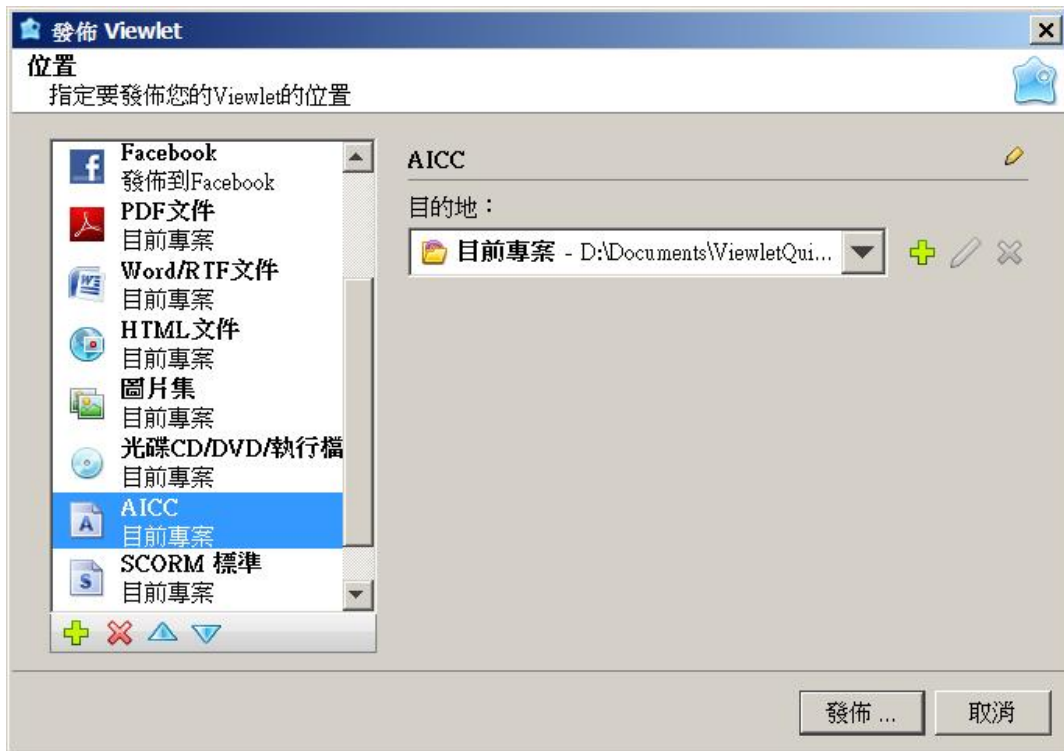 發佈 Viewlet
位置
指定要發佈您的Viewlet的位置
Facebook
發佈到Facebook
PDF文件
目前專案
Word/RTF文件
目前專案
HTML文件
目前專案
圖片集
目前專案
光碟CD/DVD/執行檔
目前專案
AICC
目前專案
SCORM 標準
目前專案
AICC
目的地：
目前專案 - D:\Documents\ViewletQui...
發佈 ...
取消